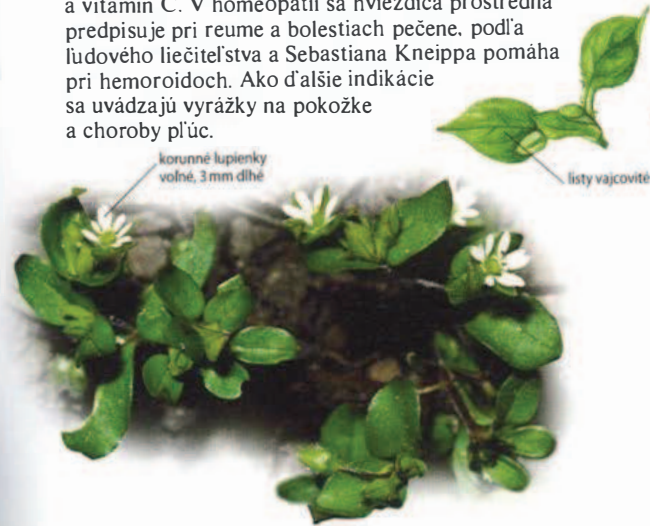 a vitamín C. V homeopatii sa hviezdica prostredná
predpisuje pri reume a bolestiach pečene, podľa
ľudového liečiteľstva a Sebastiana Kneippa pomáha
pri hemoroidoch. Ako ďalšie indikácie
sa uvádzajú vyrážky na pokožke
a choroby pľúc.
korunné lupienky
voľné, 3 mm dlhé
listy vajcovité